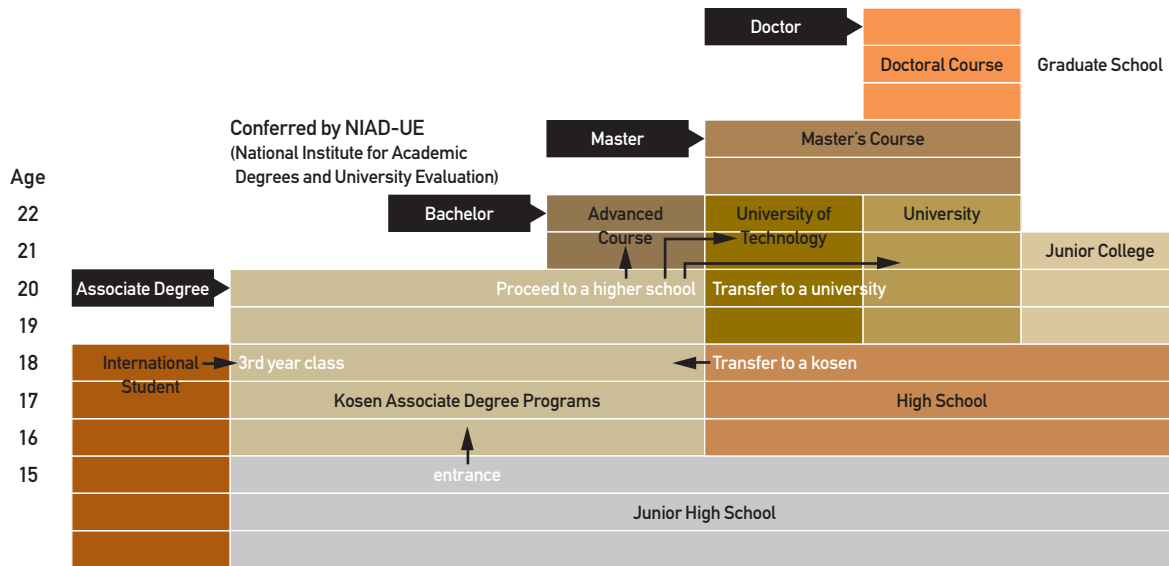 Doctor
Doctoral Course
Graduate School
Conferred by NIAD-UE
(National Institute for Academic
Degrees and University Evaluation)
Master
Master's Course
Age
22
Bachelor
Advanced
Course
University of
Technology
University
21
Junior College
20
Associate Degree
Proceed to a higher school
Transfer to a university
19
18
International
Student
3rd year class
Transfer to a kosen
17
Kosen Associate Degree Programs
High School
16
15
entrance
Junior High School